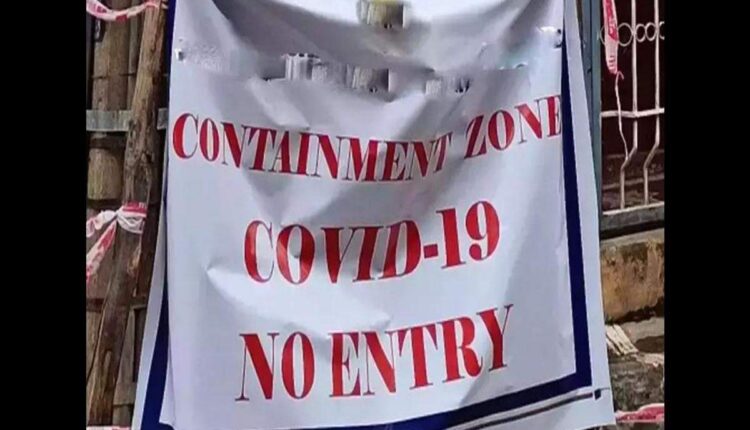 CONTAINMENT ZONE
COVID-19
NO ENTRY